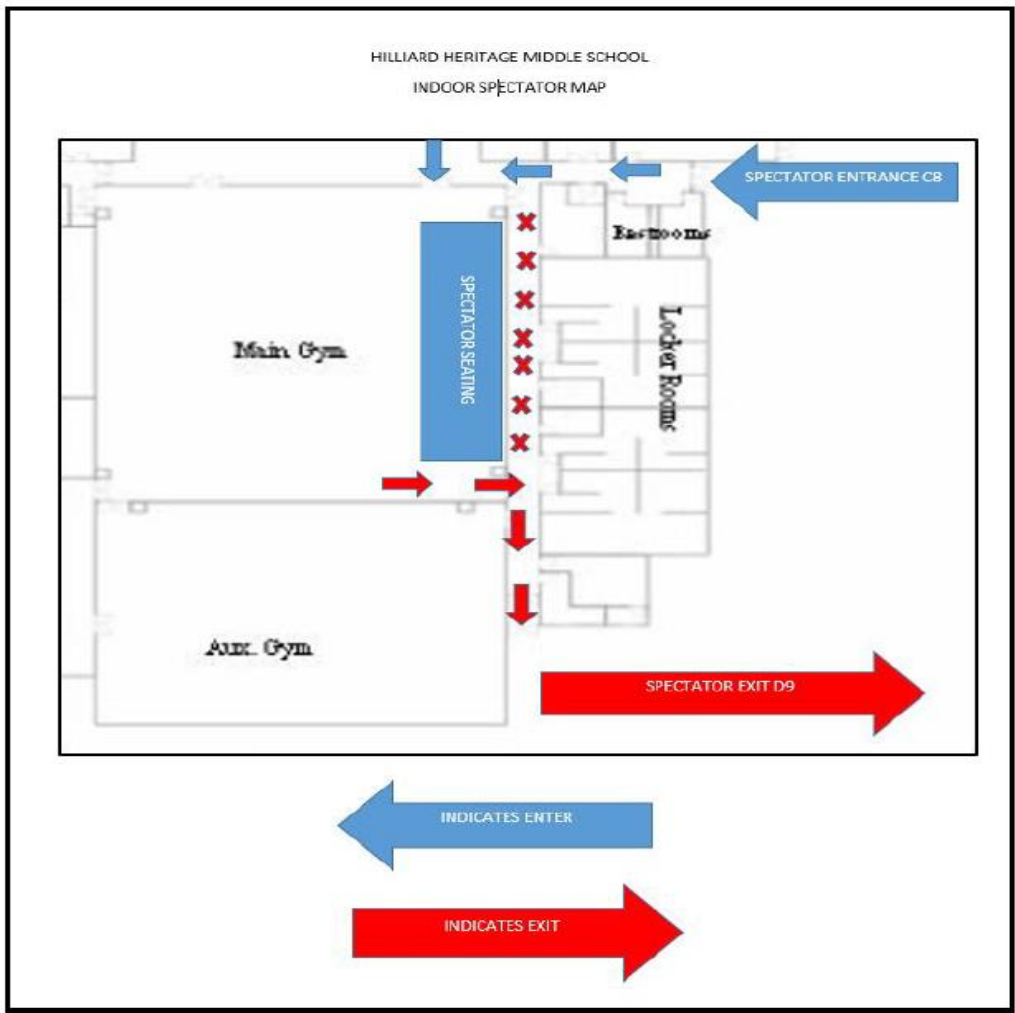 HILLIARD HERITAGE MIDDLE SCHOOL
INDOOR SPECTATOR MAP
SPECTATOR ENTRANCE C8
Restrooms
SPECTATOR SEATING
Main Gym
Locker Rooms
Aux. Gym
SPECTATOR EXIT D9
INDICATES ENTER
INDICATES EXIT